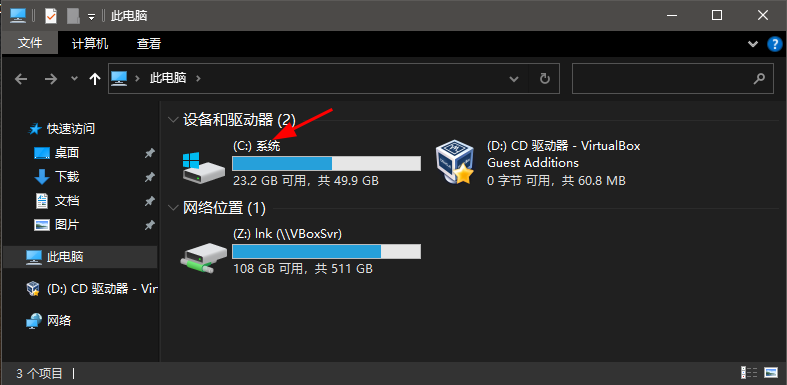 此电脑
文件 计算机 查看
此电脑
快速访问
桌面
下载
文档
图片
此电脑
(D:) CD 驱动器 - Vir
网络
设备和驱动器 (2)
(C:) 系统
23.2 GB 可用，共 49.9 GB
(D:) CD 驱动器 - VirtualBox
Guest Additions
0 字节 可用，共 60.8 MB
网络位置 (1)
(Z:) lnk (\\VBoxSvr)
108 GB 可用，共 511 GB
3 个项目